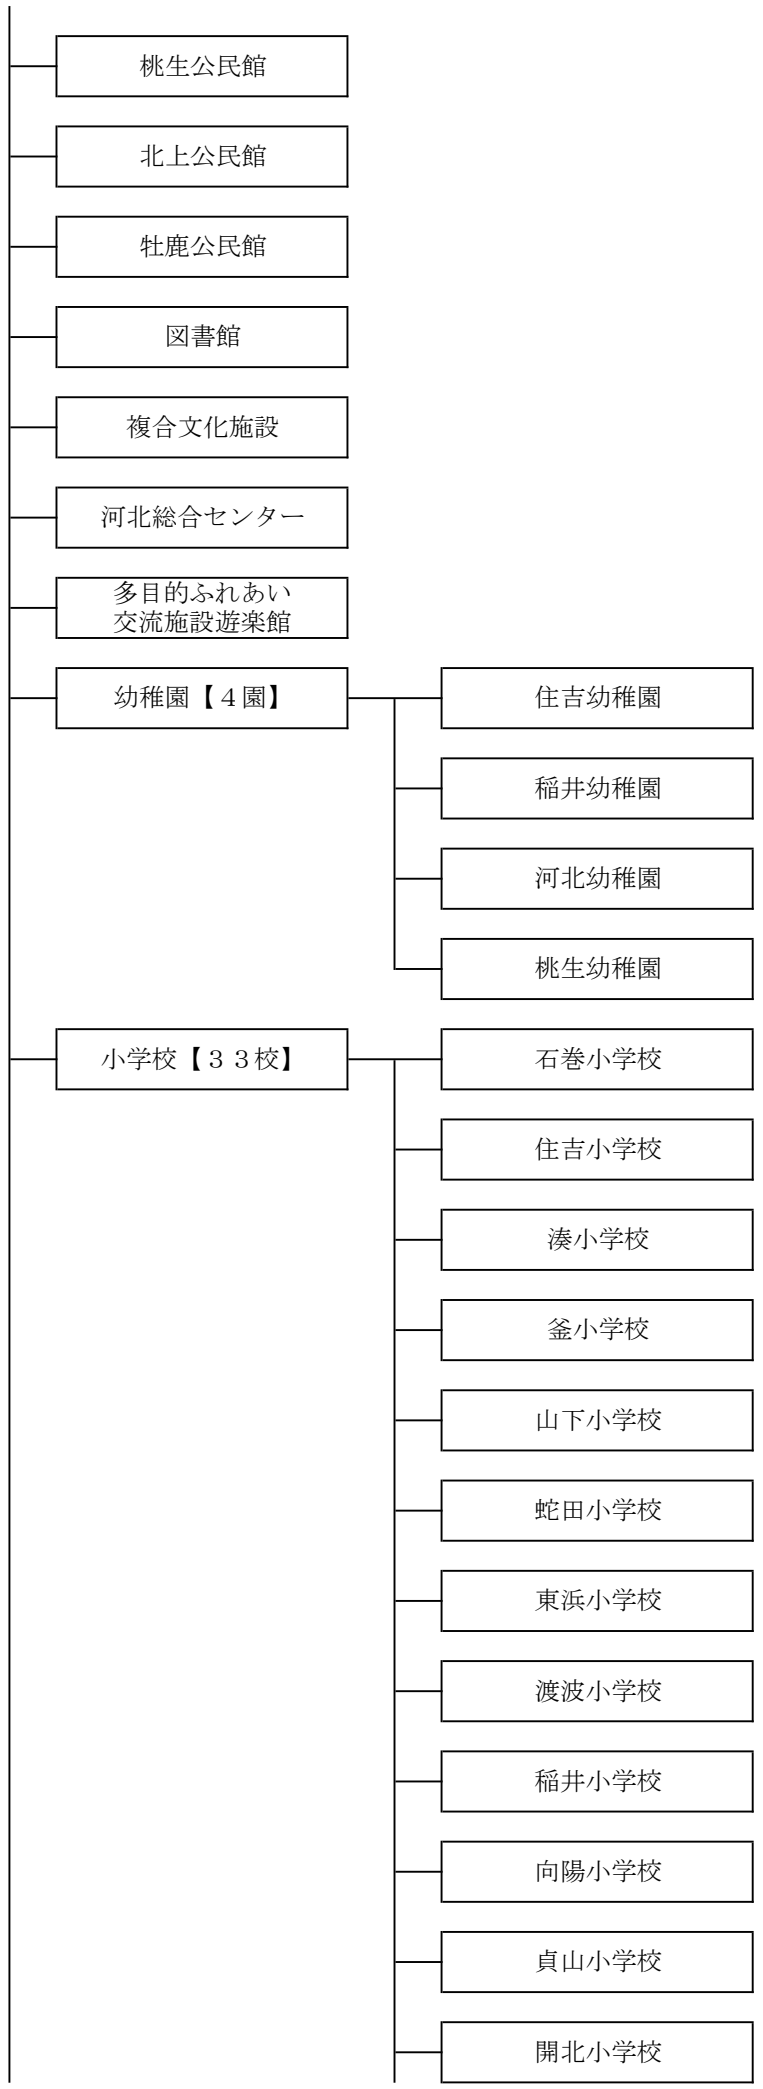 桃生公民館
北上公民館
牡鹿公民館
図書館
複合文化施設
河北総合センター
多目的ふれあい
交流施設遊楽館
幼稚園【４園】
住吉幼稚園
稲井幼稚園
河北幼稚園
桃生幼稚園
小学校【３３校】
石巻小学校
住吉小学校
湊小学校
釜小学校
山下小学校
蛇田小学校
東浜小学校
渡波小学校
稲井小学校
向陽小学校
貞山小学校
開北小学校